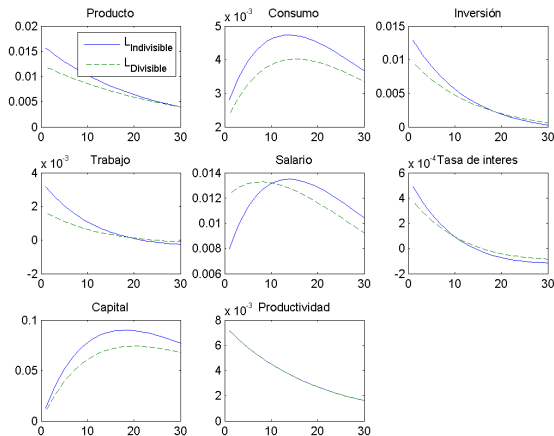 Producto
0.02
0.015
0.01
0.005
0
0 10 20 30
L Indivisible
L Divisible
Consumo
x 10^-3
5
4
3
2
0 10 20 30
Inversión
0.015
0.01
0.005
0
0 10 20 30
Trabajo
x 10^-3
4
2
0
-2
0 10 20 30
Salario
0.014
0.012
0.01
0.008
0.006
0 10 20 30
x 10^-4 Tasa de interes
6
4
2
0
-2
0 10 20 30
Capital
0.1
0.05
0
0 10 20 30
x 10^-3 Productividad
8
6
4
2
0
0 10 20 30